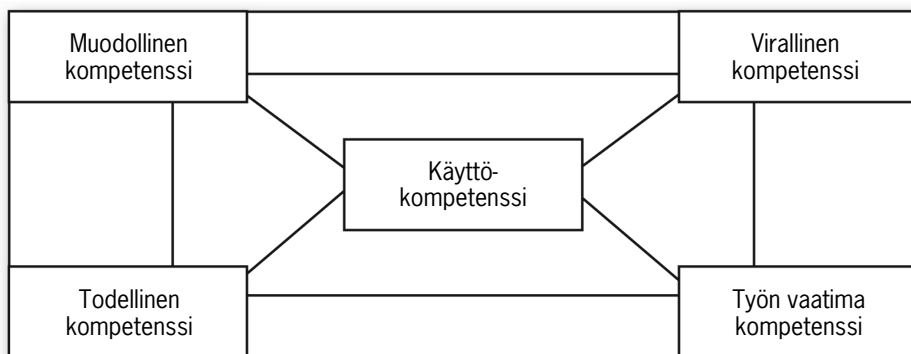 Muodollinen
kompetenssi
Virallinen
kompetenssi
Käyttö-
kompetenssi
Todellinen
kompetenssi
Työn vaatima
kompetenssi